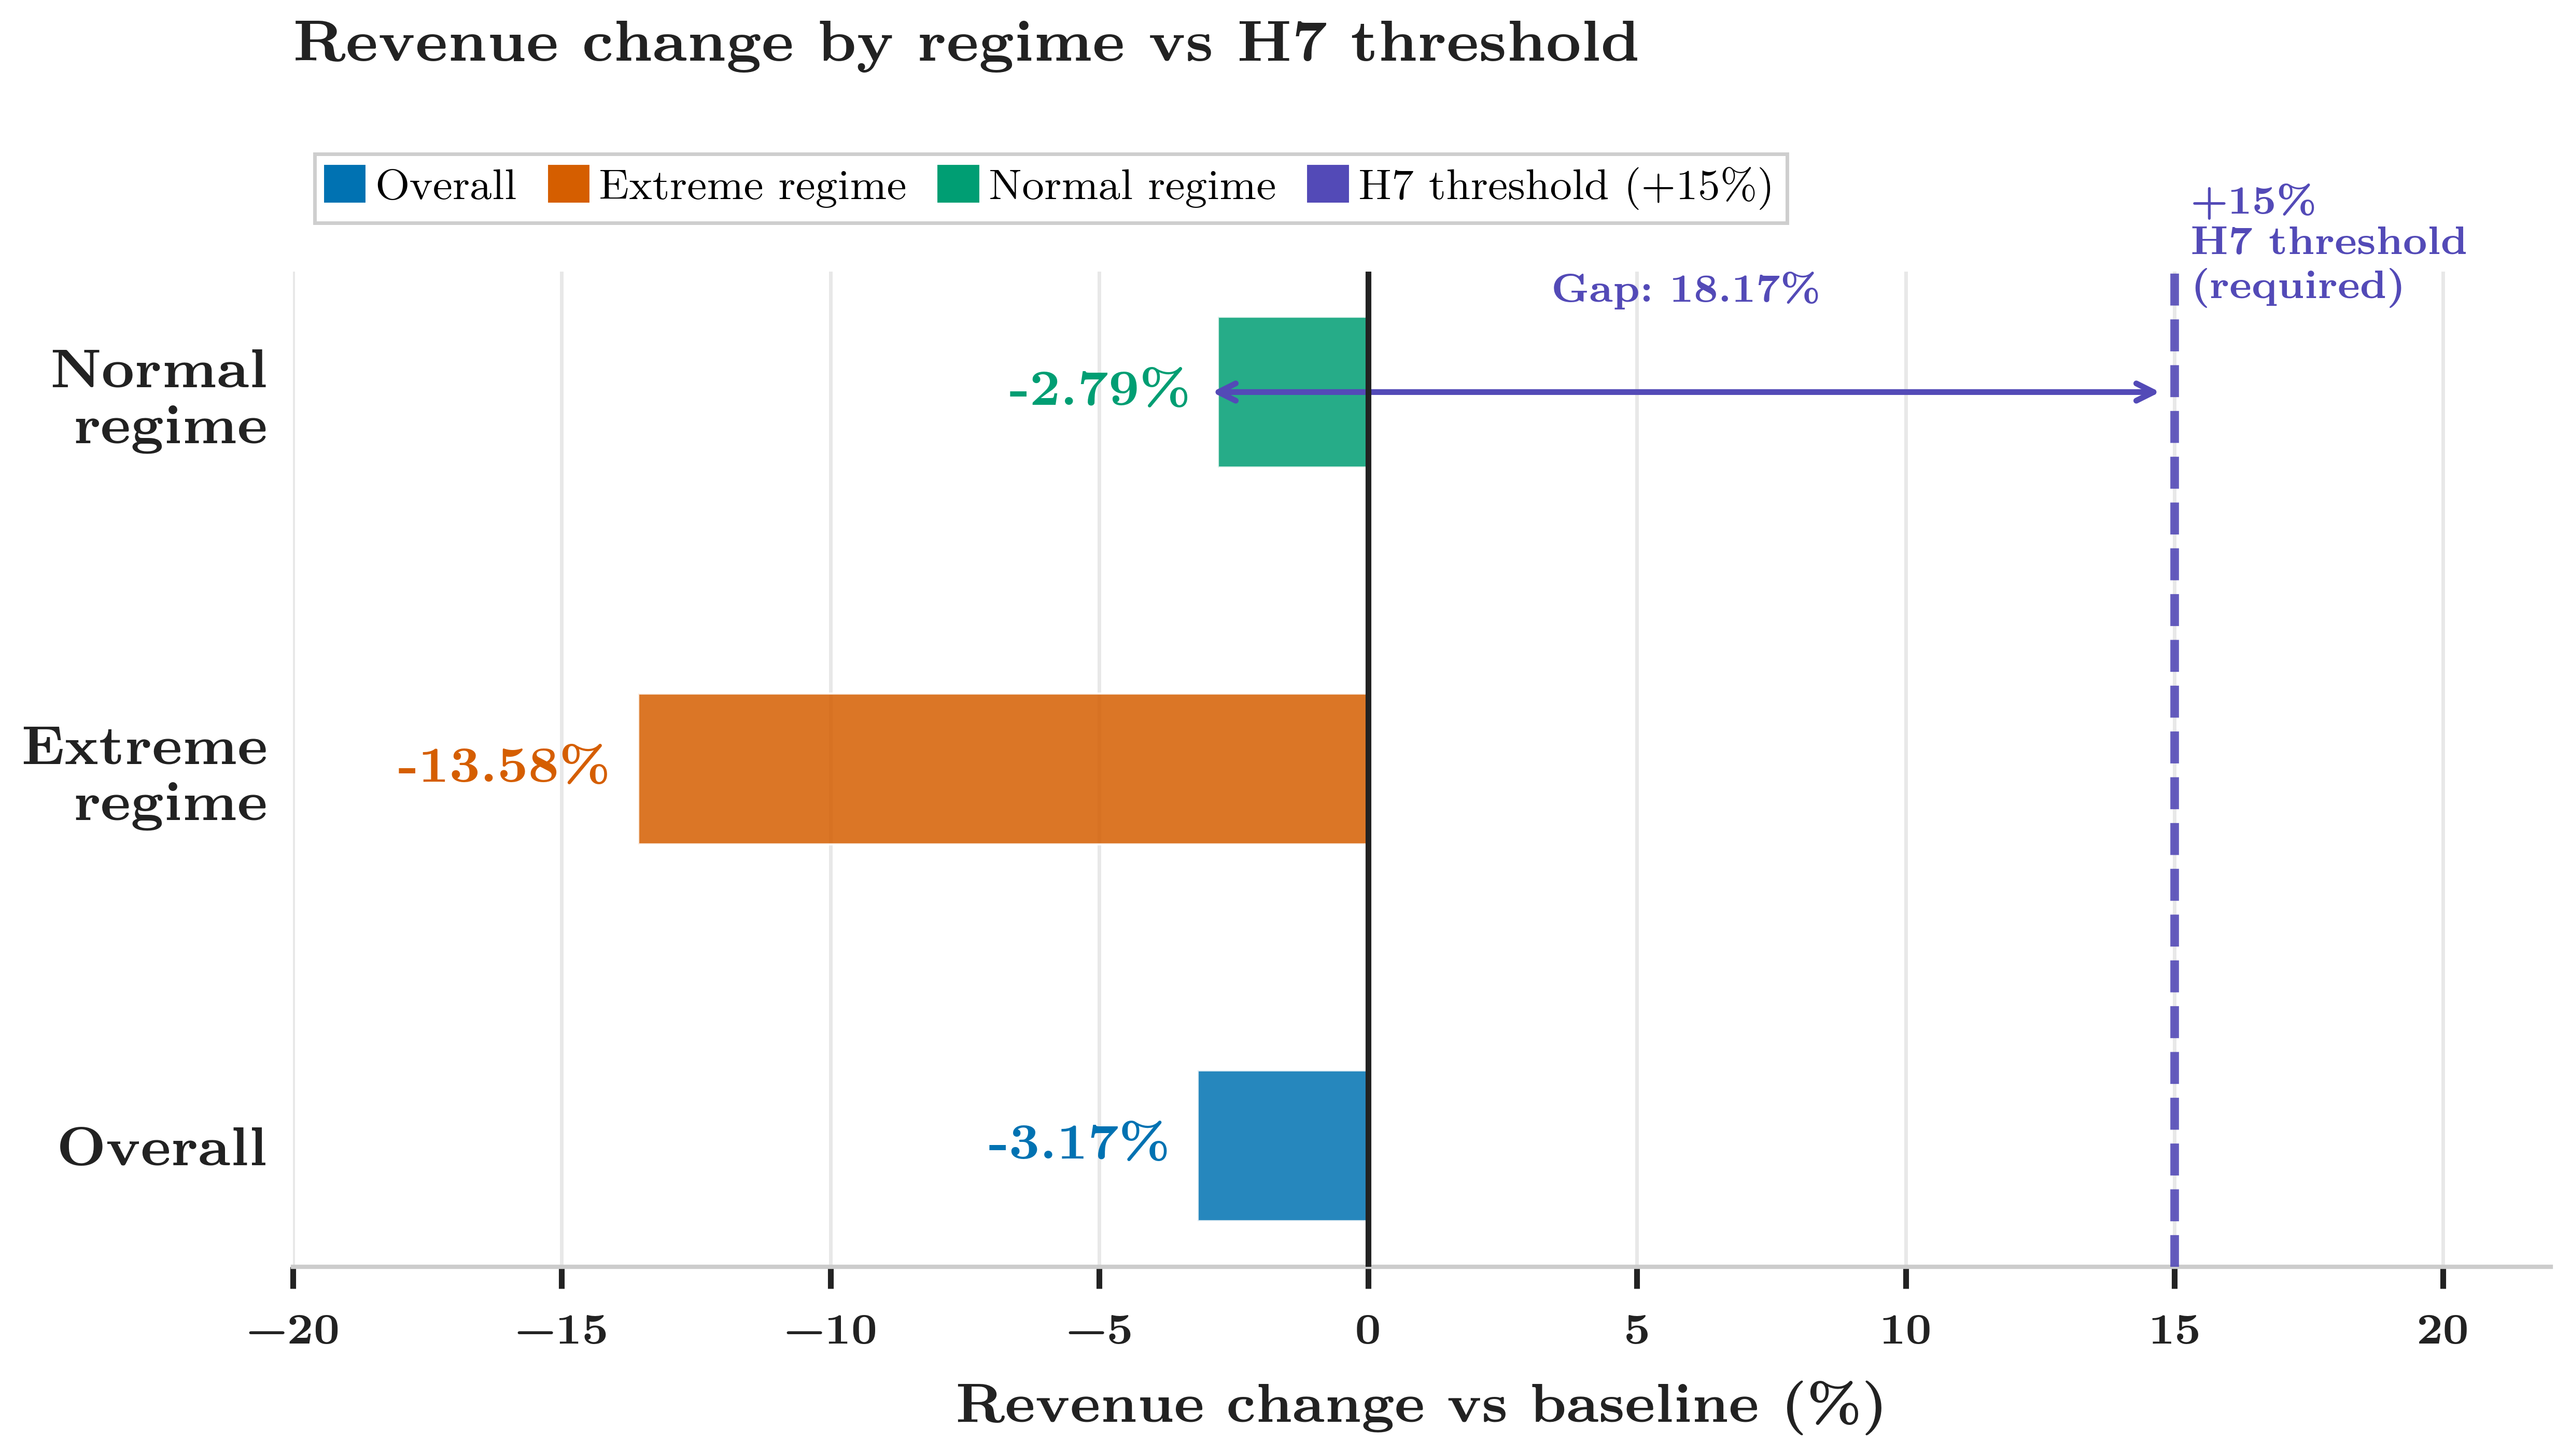 Revenue change by regime vs H7 threshold
Overall
Extreme regime
Normal regime
H7 threshold (+15%)
+15%
H7 threshold
(required)
Gap: 18.17%
Normal
regime
-2.79%
Extreme
regime
-13.58%
Overall
-3.17%
−20
−15
−10
−5
0
5
10
15
20
Revenue change vs baseline (%)